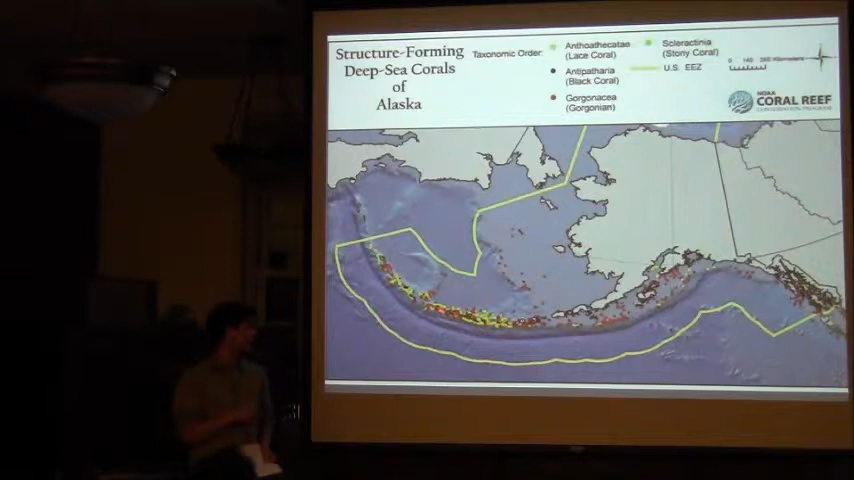 Structure-Forming
Deep-Sea Corals
of
Alaska
Taxonomic Order:
Anthoathecatae
(Lace Coral)
Antipatharia
(Black Coral)
Gorgonacea
(Gorgonian)
Scleractinia
(Stony Coral)
U.S. EEZ
NOAA
CORAL REEF